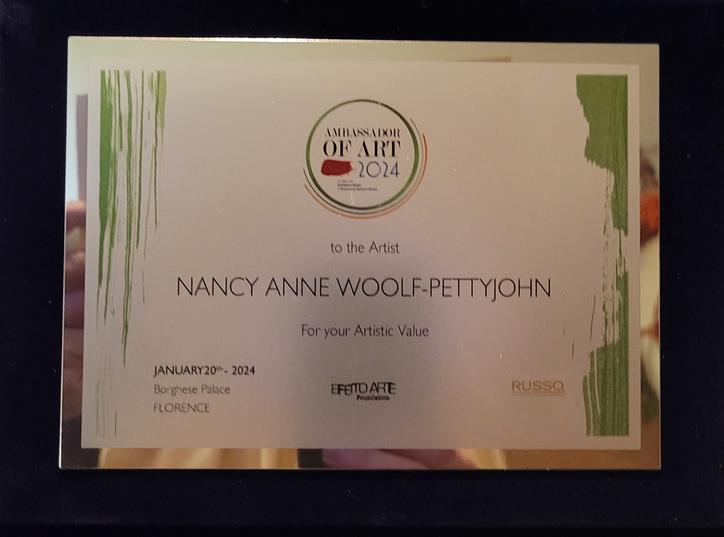 AMBASSADOR
OF ART
2024
to the Artist
NANCY ANNE WOOLF-PETTYJOHN
For your Artistic Value
JANUARY 20th - 2024
Borghese Palace
FLORENCE
EFFETTO ARTE
Foundation
RUSSO